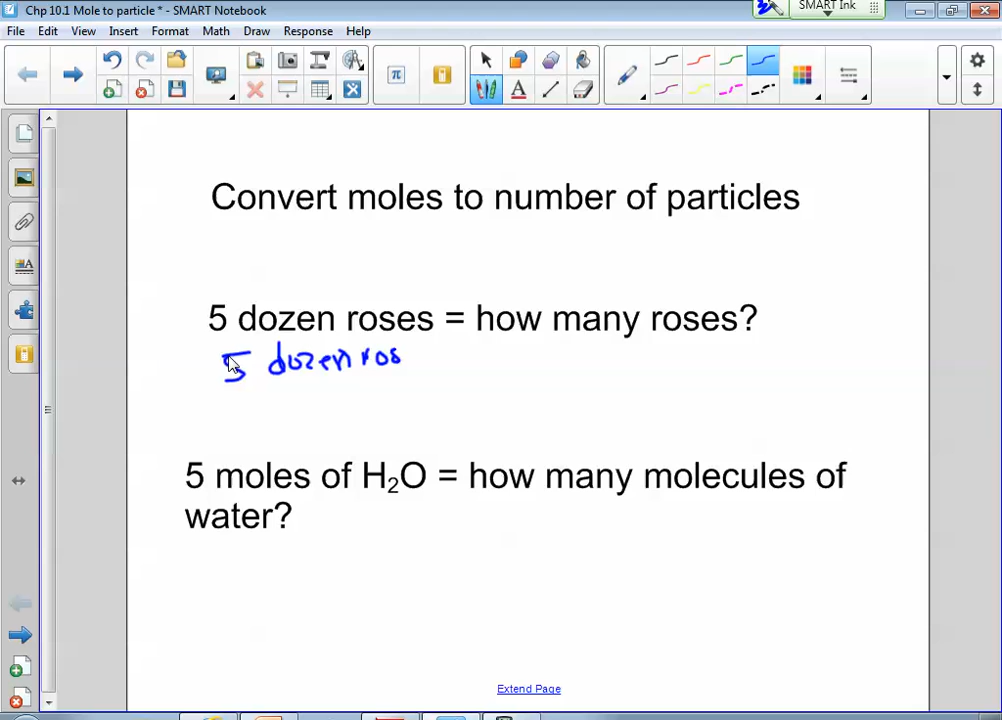 Chp 10.1 Mole to particle * - SMART Notebook
SMART Ink
File Edit View Insert Format Math Draw Response Help
π
A
Convert moles to number of particles
5 dozen roses = how many roses?
5 dozen ros
5 moles of H₂O = how many molecules of
water?
Extend Page